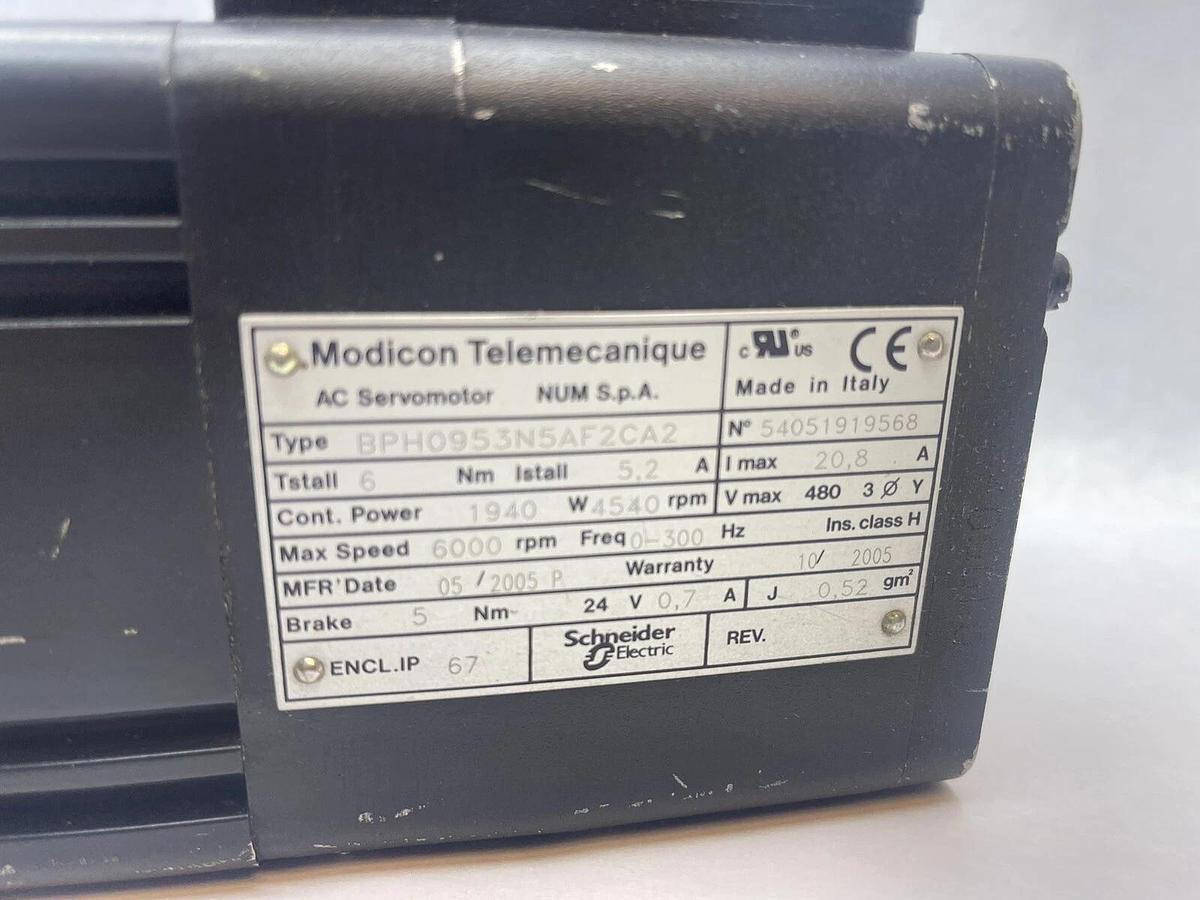 Modicon Telemecanique
c RU ® US CE
AC Servomotor NUM S.p.A.
Made in Italy
Type BPH0953N5AF2CA2 N° 54051919568
Tstall 6 Nm Istall 5,2 A I max 20,8 A
Cont. Power 1940 W 4540 rpm V max 480 3 Ø Y
Max Speed 6000 rpm Freq 0-300 Hz Ins. class H
MFR'Date 05 / 2005 P Warranty 10/ 2005
Brake 5 Nm 24 V 0,7 A J 0,52 gm²
ENCL.IP 67 Schneider Electric REV.